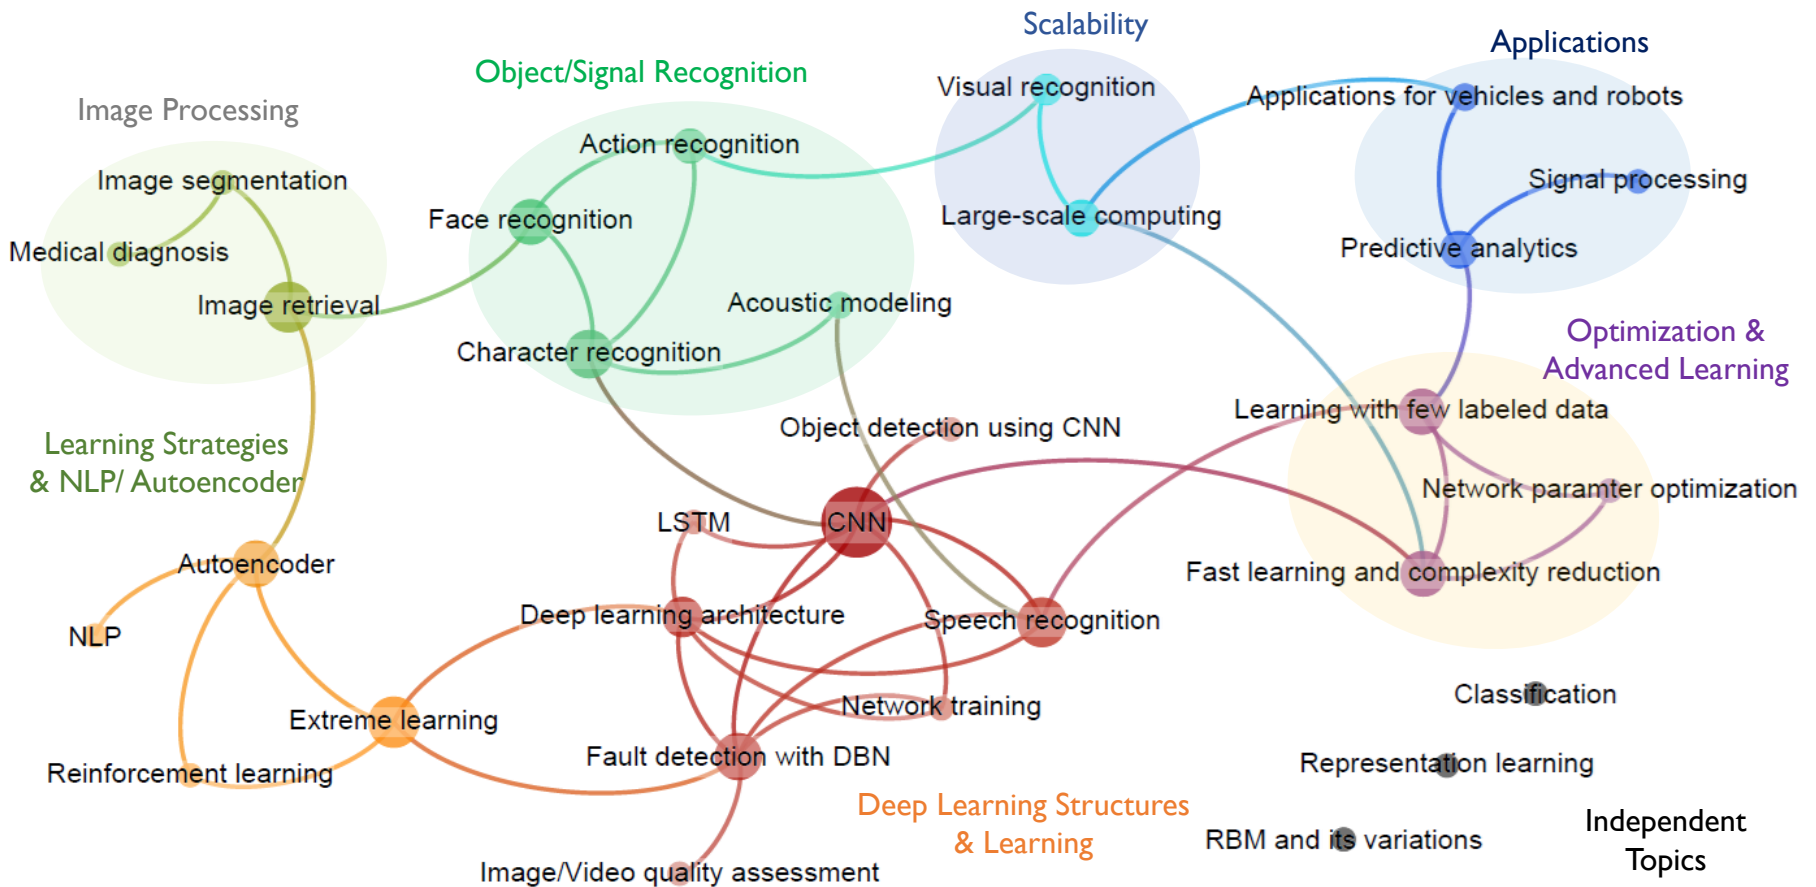 Scalability
Applications
Object/Signal Recognition
Image Processing
Visual recognition
Applications for vehicles and robots
Action recognition
Image segmentation
Signal processing
Face recognition
Large-scale computing
Medical diagnosis
Predictive analytics
Image retrieval
Acoustic modeling
Optimization &
Advanced Learning
Character recognition
Learning with few labeled data
Object detection using CNN
Learning Strategies
& NLP/ Autoencoder
Network paramter optimization
LSTM
CNN
Autoencoder
Fast learning and complexity reduction
Deep learning architecture
Speech recognition
NLP
Classification
Network training
Extreme learning
Fault detection with DBN
Representation learning
Reinforcement learning
Deep Learning Structures
& Learning
Independent
Topics
RBM and its variations
Image/Video quality assessment